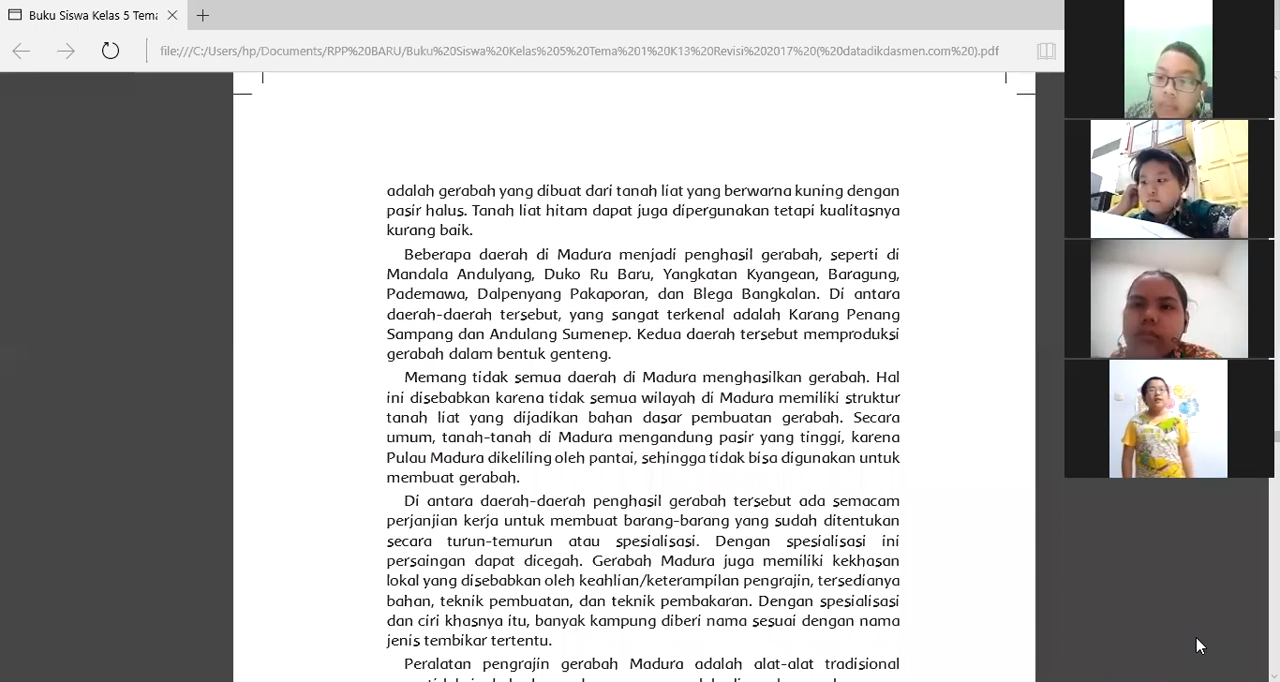 Buku Siswa Kelas 5 Tema
file:///C:/Users/hp/Documents/RPP%20BARU/Buku%20Siswa%20Kelas%205%20Tema%201%20K13%20Revisi%202017%20(%20datadikdasmen.com%20).pdf
adalah gerabah yang dibuat dari tanah liat yang berwarna kuning dengan
pasir halus. Tanah liat hitam dapat juga dipergunakan tetapi kualitasnya
kurang baik.
Beberapa daerah di Madura menjadi penghasil gerabah, seperti di
Mandala Andulyang, Duko Ru Baru, Yangkatan Kyangean, Baragung,
Pademawa, Dalpenyang Pakaporan, dan Blega Bangkalan. Di antara
daerah-daerah tersebut, yang sangat terkenal adalah Karang Penang
Sampang dan Andulang Sumenep. Kedua daerah tersebut memproduksi
gerabah dalam bentuk genteng.
Memang tidak semua daerah di Madura menghasilkan gerabah. Hal
ini disebabkan karena tidak semua wilayah di Madura memiliki struktur
tanah liat yang dijadikan bahan dasar pembuatan gerabah. Secara
umum, tanah-tanah di Madura mengandung pasir yang tinggi, karena
Pulau Madura dikeliling oleh pantai, sehingga tidak bisa digunakan untuk
membuat gerabah.
Di antara daerah-daerah penghasil gerabah tersebut ada semacam
perjanjian kerja untuk membuat barang-barang yang sudah ditentukan
secara turun-temurun atau spesialisasi. Dengan spesialisasi ini
persaingan dapat dicegah. Gerabah Madura juga memiliki kekhasan
lokal yang disebabkan oleh keahlian/keterampilan pengrajin, tersedianya
bahan, teknik pembuatan, dan teknik pembakaran. Dengan spesialisasi
dan ciri khasnya itu, banyak kampung diberi nama sesuai dengan nama
jenis tembikar tertentu.
Peralatan pengrajin gerabah Madura adalah alat-alat tradisional